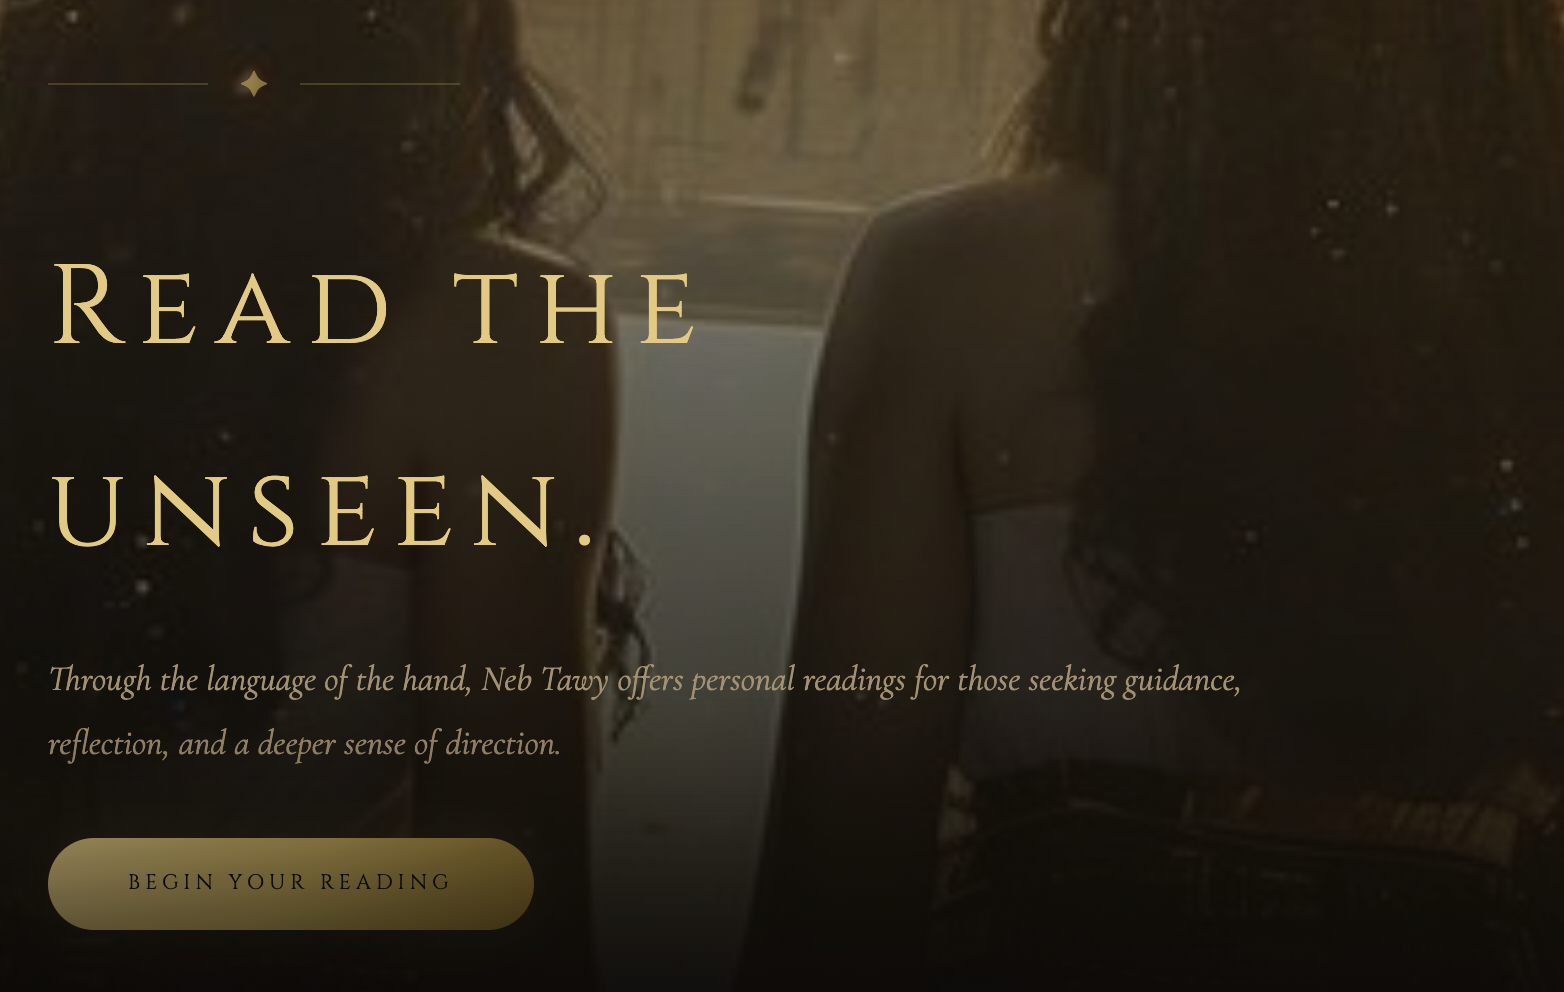 Read the
unseen.
Through the language of the hand, Neb Tawy offers personal readings for those seeking guidance,
reflection, and a deeper sense of direction.
BEGIN YOUR READING